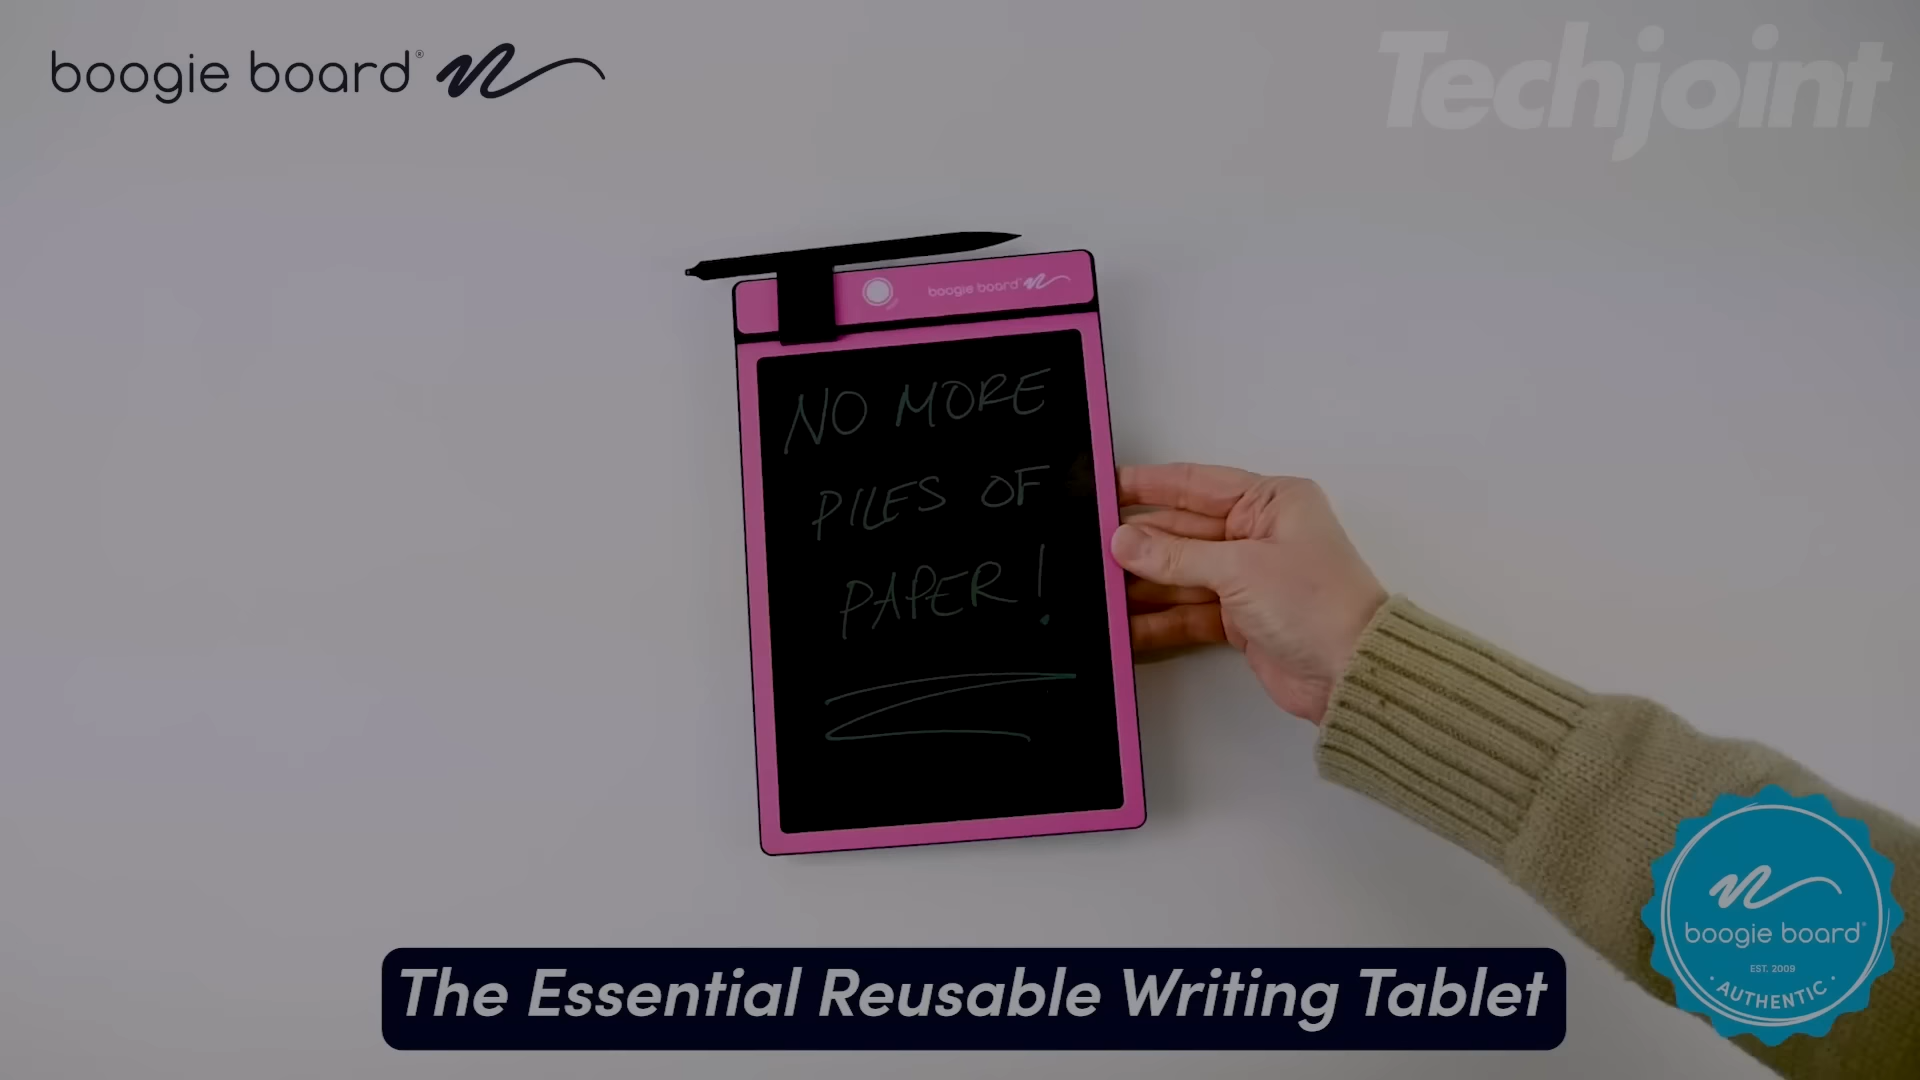 boogie board®
Techjoint
boogie board®
NO MORE
PILES OF
PAPER!
boogie board®
EST. 2009
• AUTHENTIC •
The Essential Reusable Writing Tablet